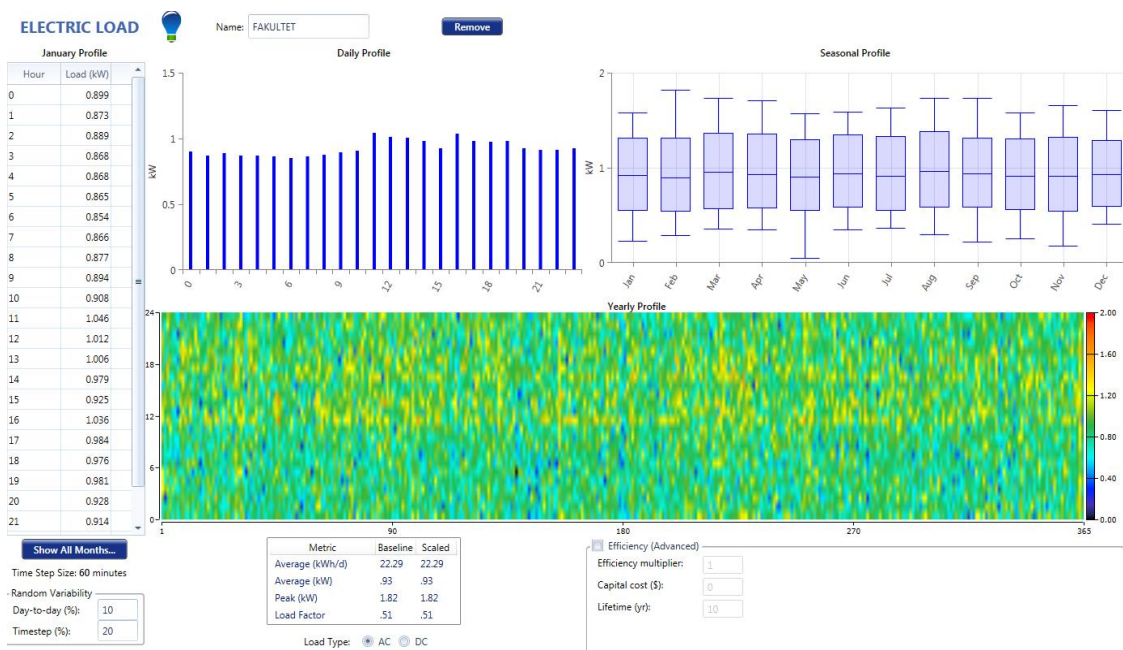 ELECTRIC LOAD
Name: FAKULTET
Remove
January Profile
Hour Load (kW)
0 0.899
1 0.873
2 0.889
3 0.868
4 0.868
5 0.865
6 0.854
7 0.866
8 0.877
9 0.894
10 0.908
11 1.046
12 1.012
13 1.006
14 0.979
15 0.925
16 1.036
17 0.984
18 0.976
19 0.981
20 0.928
21 0.914
Show All Months...
Time Step Size: 60 minutes
Random Variability
Day-to-day (%): 10
Timestep (%): 20
Daily Profile
kW
1.5
1
0.5
0
0 3 6 9 12 15 18 21
Seasonal Profile
kW
2
1
0
Jan Feb Mar Apr May Jun Jul Aug Sep Oct Nov Dec
Yearly Profile
24
18
12
6
0
1 90 180 270 365
2.00
1.60
1.20
0.80
0.40
0.00
Metric Baseline Scaled
Average (kWh/d) 22.29 22.29
Average (kW) .93 .93
Peak (kW) 1.82 1.82
Load Factor .51 .51
Load Type: AC DC
Efficiency (Advanced)
Efficiency multiplier: 1
Capital cost ($): 0
Lifetime (yr): 10